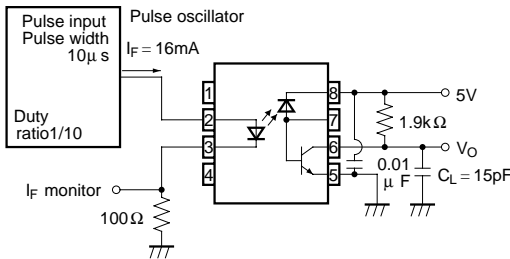 Pulse input
Pulse width
10μ s
Duty
ratio1/10
Pulse oscillator
IF = 16mA
1
2
3
4
8
7
6
5
5V
1.9kΩ
VO
0.01
μ F
CL = 15pF
IF monitor
100Ω